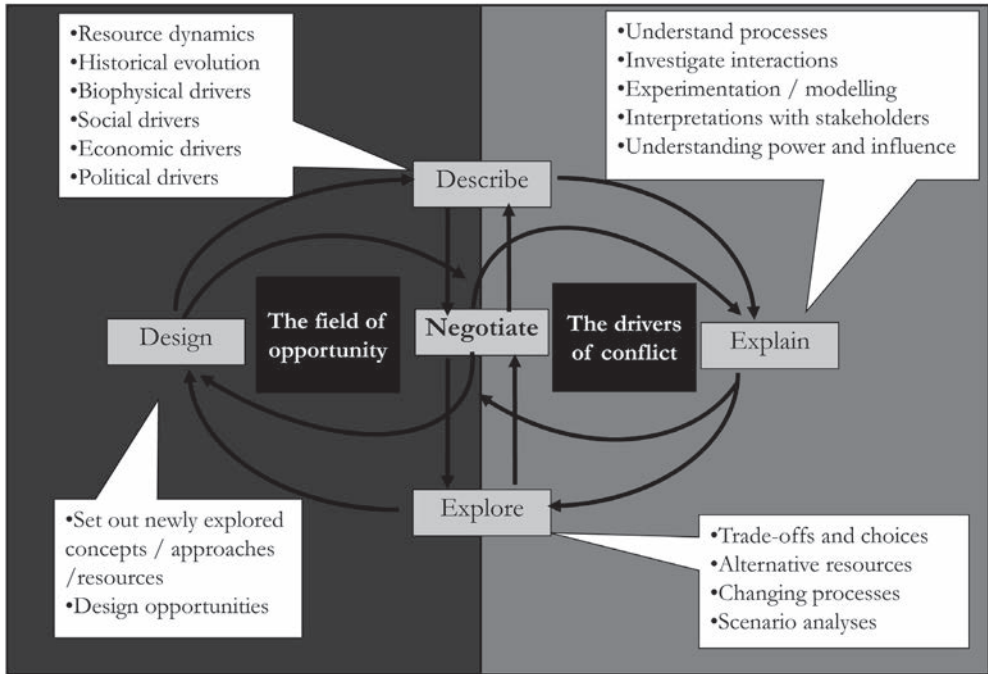 •Resource dynamics
•Historical evolution
•Biophysical drivers
•Social drivers
•Economic drivers
•Political drivers
•Understand processes
•Investigate interactions
•Experimentation / modelling
•Interpretations with stakeholders
•Understanding power and influence
Describe
Design
The field of
opportunity
Negotiate
The drivers
of conflict
Explain
Explore
•Set out newly explored
concepts / approaches
/resources
•Design opportunities
•Trade-offs and choices
•Alternative resources
•Changing processes
•Scenario analyses